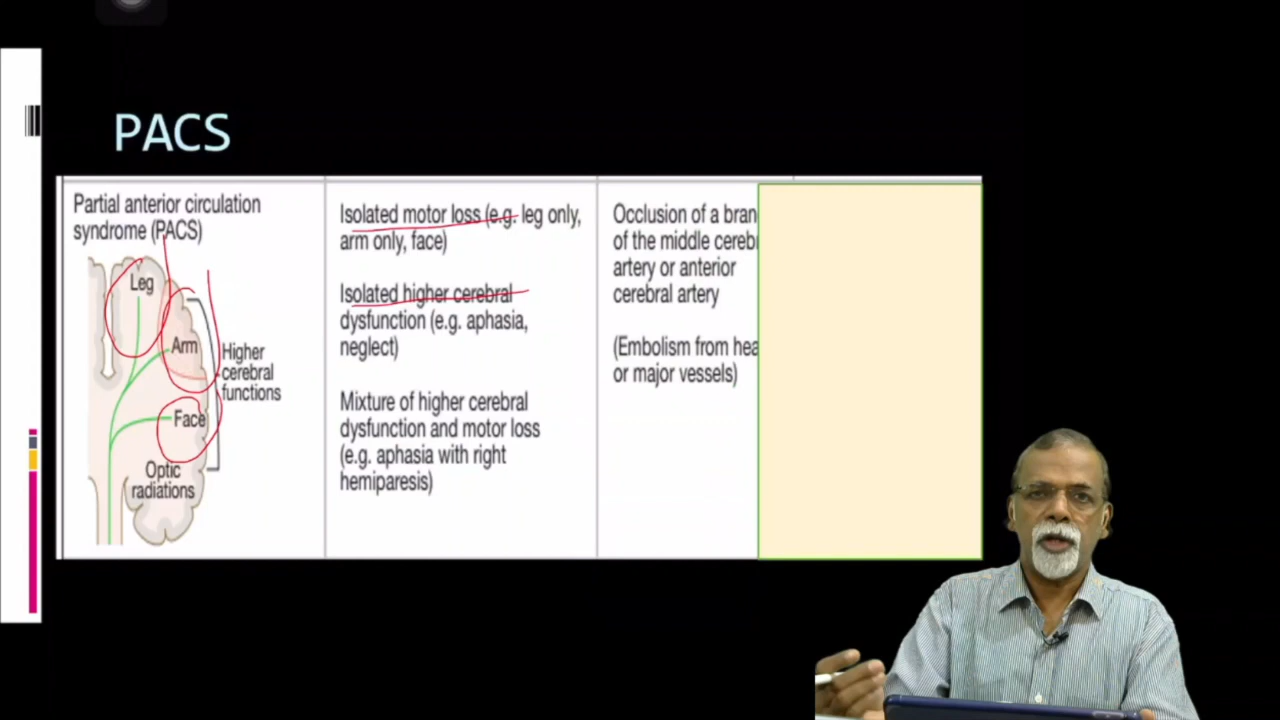 PACS
Partial anterior circulation
syndrome (PACS)
Leg
Arm
Higher
cerebral
functions
Face
Optic
radiations
Isolated motor loss (e.g. leg only,
arm only, face)
Isolated higher cerebral
dysfunction (e.g. aphasia,
neglect)
Mixture of higher cerebral
dysfunction and motor loss
(e.g. aphasia with right
hemiparesis)
Occlusion of a bran
of the middle cereb
artery or anterior
cerebral artery
(Embolism from hea
or major vessels)